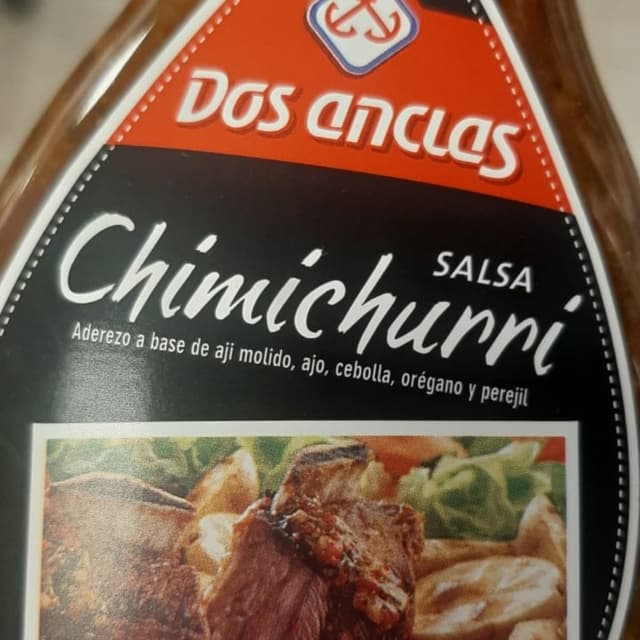 Dos anclas
SALSA
Chimichurri
Aderezo a base de aji molido, ajo, cebolla, orégano y perejil